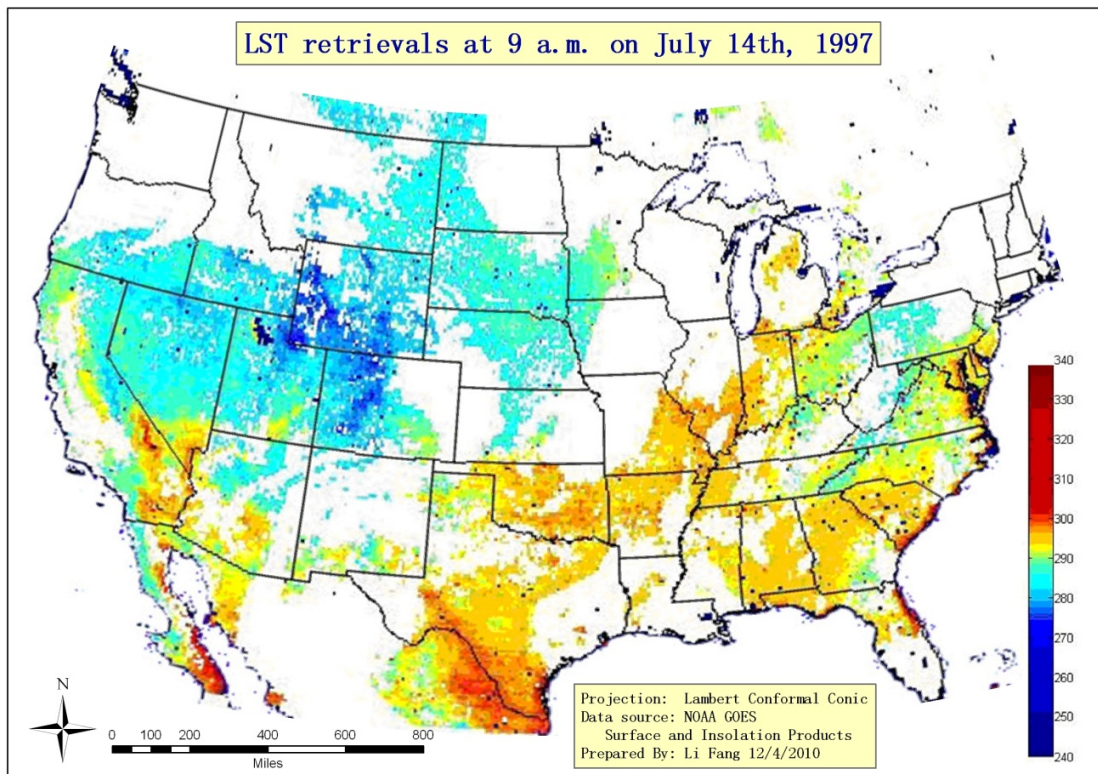 LST retrievals at 9 a.m. on July 14th, 1997
340
330
320
310
300
290
280
270
260
250
240
N
0 50 100 200 400 600 800
Miles
Projection: Lambert Conformal Conic
Data source: NOAA GOES
Surface and Insolation Products
Prepared By: Li Fang 12/4/2010